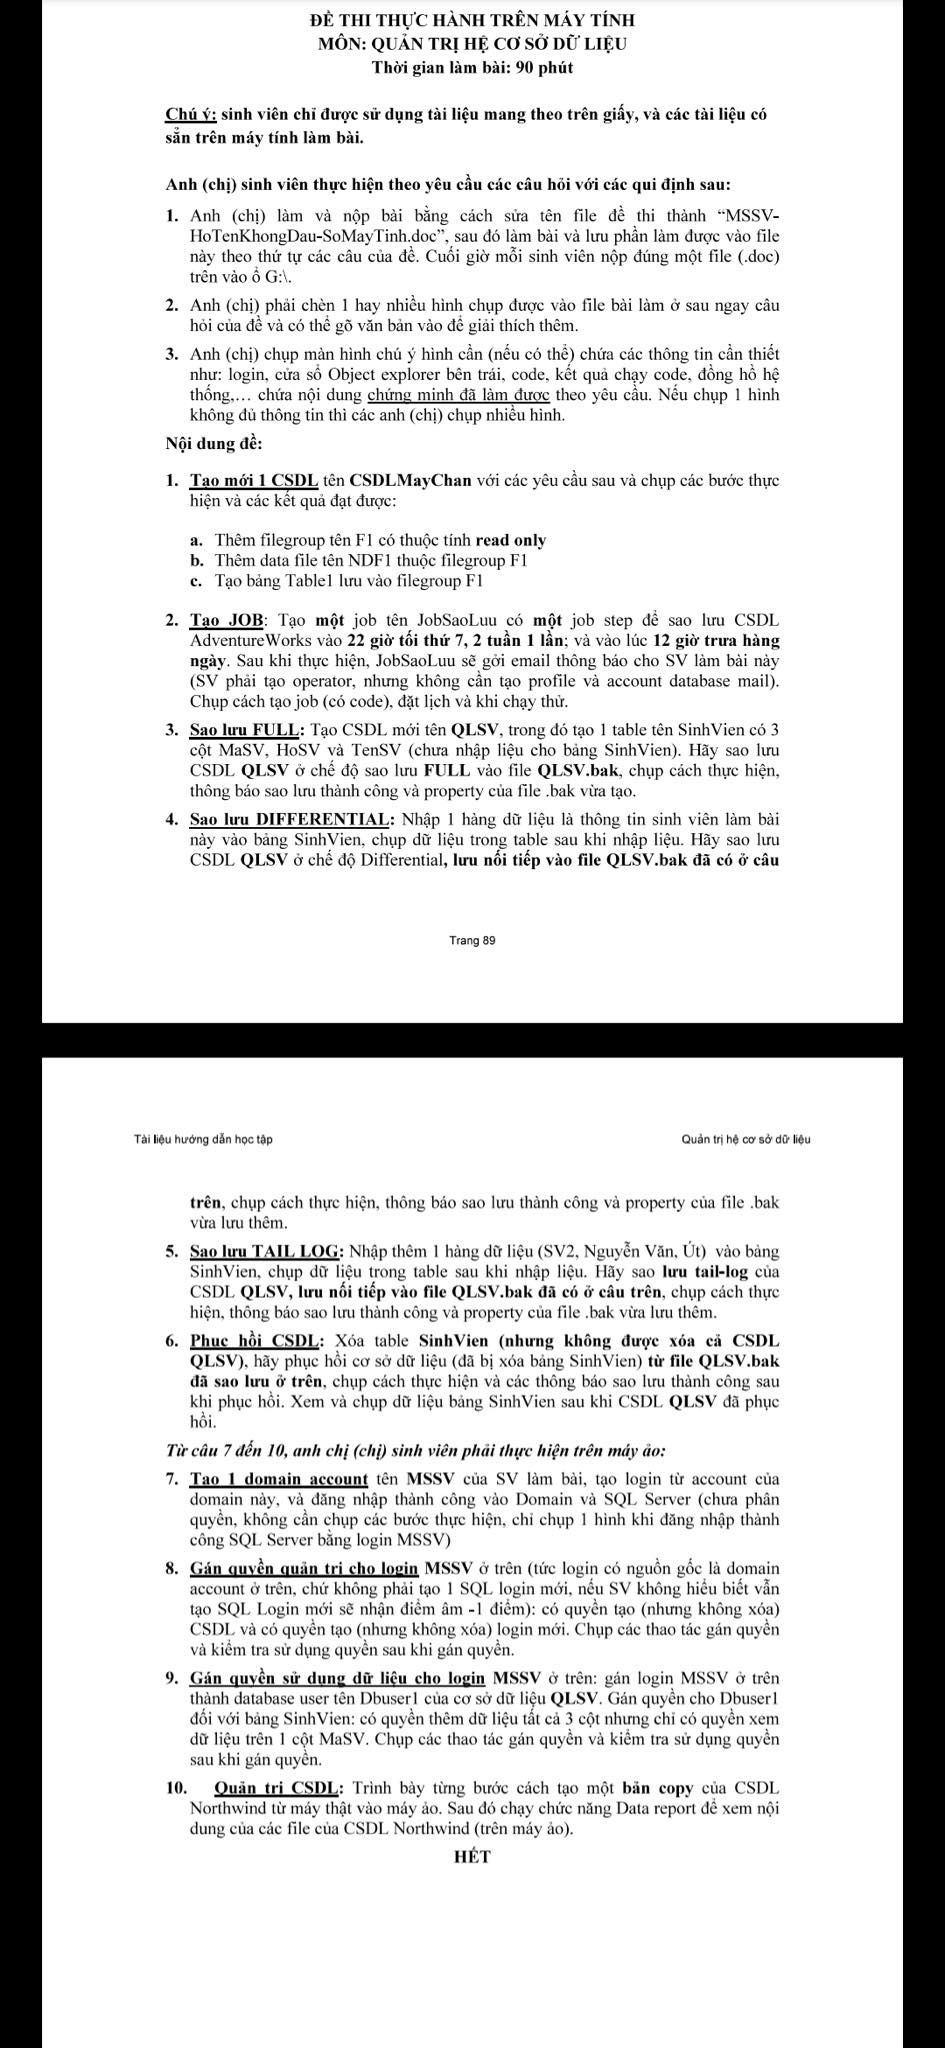 ĐỀ THI THỰC HÀNH TRÊN MÁY TÍNH
MÔN: QUẢN TRỊ HỆ CƠ SỞ DỮ LIỆU
Thời gian làm bài: 90 phút
Chú ý: sinh viên chỉ được sử dụng tài liệu mang theo trên giấy, và các tài liệu có
sẵn trên máy tính làm bài.
Anh (chị) sinh viên thực hiện theo yêu cầu các câu hỏi với các qui định sau:
1. Anh (chị) làm và nộp bài bằng cách sửa tên file đề thi thành “MSSV-
HoTenKhongDau-SoMayTinh.doc”, sau đó làm bài và lưu phần làm được vào file
này theo thứ tự các câu của đề. Cuối giờ mỗi sinh viên nộp đúng một file (.doc)
trên vào ổ G:\.
2. Anh (chị) phải chèn 1 hay nhiều hình chụp được vào file bài làm ở sau ngay câu
hỏi của đề và có thể gõ văn bản vào để giải thích thêm.
3. Anh (chị) chụp màn hình chú ý hình cần (nếu có thể) chứa các thông tin cần thiết
như: login, cửa sổ Object explorer bên trái, code, kết quả chạy code, đồng hồ hệ
thống,... chứa nội dung chứng minh đã làm được theo yêu cầu. Nếu chụp 1 hình
không đủ thông tin thì các anh (chị) chụp nhiều hình.
Nội dung đề:
1. Tạo mới 1 CSDL tên CSDLMayChan với các yêu cầu sau và chụp các bước thực
hiện và các kết quả đạt được:
a. Thêm filegroup tên F1 có thuộc tính read only
b. Thêm data file tên NDF1 thuộc filegroup F1
c. Tạo bảng Table1 lưu vào filegroup F1
2. Tạo JOB: Tạo một job tên JobSaoLuu có một job step để sao lưu CSDL
AdventureWorks vào 22 giờ tối thứ 7, 2 tuần 1 lần; và vào lúc 12 giờ trưa hàng
ngày. Sau khi thực hiện, JobSaoLuu sẽ gởi email thông báo cho SV làm bài này
(SV phải tạo operator, nhưng không cần tạo profile và account database mail).
Chụp cách tạo job (có code), đặt lịch và khi chạy thử.
3. Sao lưu FULL: Tạo CSDL mới tên QLSV, trong đó tạo 1 table tên SinhVien có 3
cột MaSV, HoSV và TenSV (chưa nhập liệu cho bảng SinhVien). Hãy sao lưu
CSDL QLSV ở chế độ sao lưu FULL vào file QLSV.bak, chụp cách thực hiện,
thông báo sao lưu thành công và property của file .bak vừa tạo.
4. Sao lưu DIFFERENTIAL: Nhập 1 hàng dữ liệu là thông tin sinh viên làm bài
này vào bảng SinhVien, chụp dữ liệu trong table sau khi nhập liệu. Hãy sao lưu
CSDL QLSV ở chế độ Differential, lưu nối tiếp vào file QLSV.bak đã có ở câu
Trang 89
Tài liệu hướng dẫn học tập
Quản trị hệ cơ sở dữ liệu
trên, chụp cách thực hiện, thông báo sao lưu thành công và property của file .bak
vừa lưu thêm.
5. Sao lưu TAIL LOG: Nhập thêm 1 hàng dữ liệu (SV2, Nguyễn Văn, Út) vào bảng
SinhVien, chụp dữ liệu trong table sau khi nhập liệu. Hãy sao lưu tail-log của
CSDL QLSV, lưu nối tiếp vào file QLSV.bak đã có ở câu trên, chụp cách thực
hiện, thông báo sao lưu thành công và property của file .bak vừa lưu thêm.
6. Phục hồi CSDL: Xóa table SinhVien (nhưng không được xóa cả CSDL
QLSV), hãy phục hồi cơ sở dữ liệu (đã bị xóa bảng SinhVien) từ file QLSV.bak
đã sao lưu ở trên, chụp cách thực hiện và các thông báo sao lưu thành công sau
khi phục hồi. Xem và chụp dữ liệu bảng SinhVien sau khi CSDL QLSV đã phục
hồi.
Từ câu 7 đến 10, anh chị (chị) sinh viên phải thực hiện trên máy ảo:
7. Tạo 1 domain account tên MSSV của SV làm bài, tạo login từ account của
domain này, và đăng nhập thành công vào Domain và SQL Server (chưa phân
quyền, không cần chụp các bước thực hiện, chỉ chụp 1 hình khi đăng nhập thành
công SQL Server bằng login MSSV)
8. Gán quyền quản trị cho login MSSV ở trên (tức login có nguồn gốc là domain
account ở trên, chứ không phải tạo 1 SQL login mới, nếu SV không hiểu biết vẫn
tạo SQL Login mới sẽ nhận điểm âm -1 điểm): có quyền tạo (nhưng không xóa)
CSDL và có quyền tạo (nhưng không xóa) login mới. Chụp các thao tác gán quyền
và kiểm tra sử dụng quyền sau khi gán quyền.
9. Gán quyền sử dụng dữ liệu cho login MSSV ở trên: gán login MSSV ở trên
thành database user tên Dbuser1 của cơ sở dữ liệu QLSV. Gán quyền cho Dbuser1
đối với bảng SinhVien: có quyền thêm dữ liệu tất cả 3 cột nhưng chỉ có quyền xem
dữ liệu trên 1 cột MaSV. Chụp các thao tác gán quyền và kiểm tra sử dụng quyền
sau khi gán quyền.
10. Quản trị CSDL: Trình bày từng bước cách tạo một bản copy của CSDL
Northwind từ máy thật vào máy ảo. Sau đó chạy chức năng Data report để xem nội
dung của các file của CSDL Northwind (trên máy ảo).
HẾT